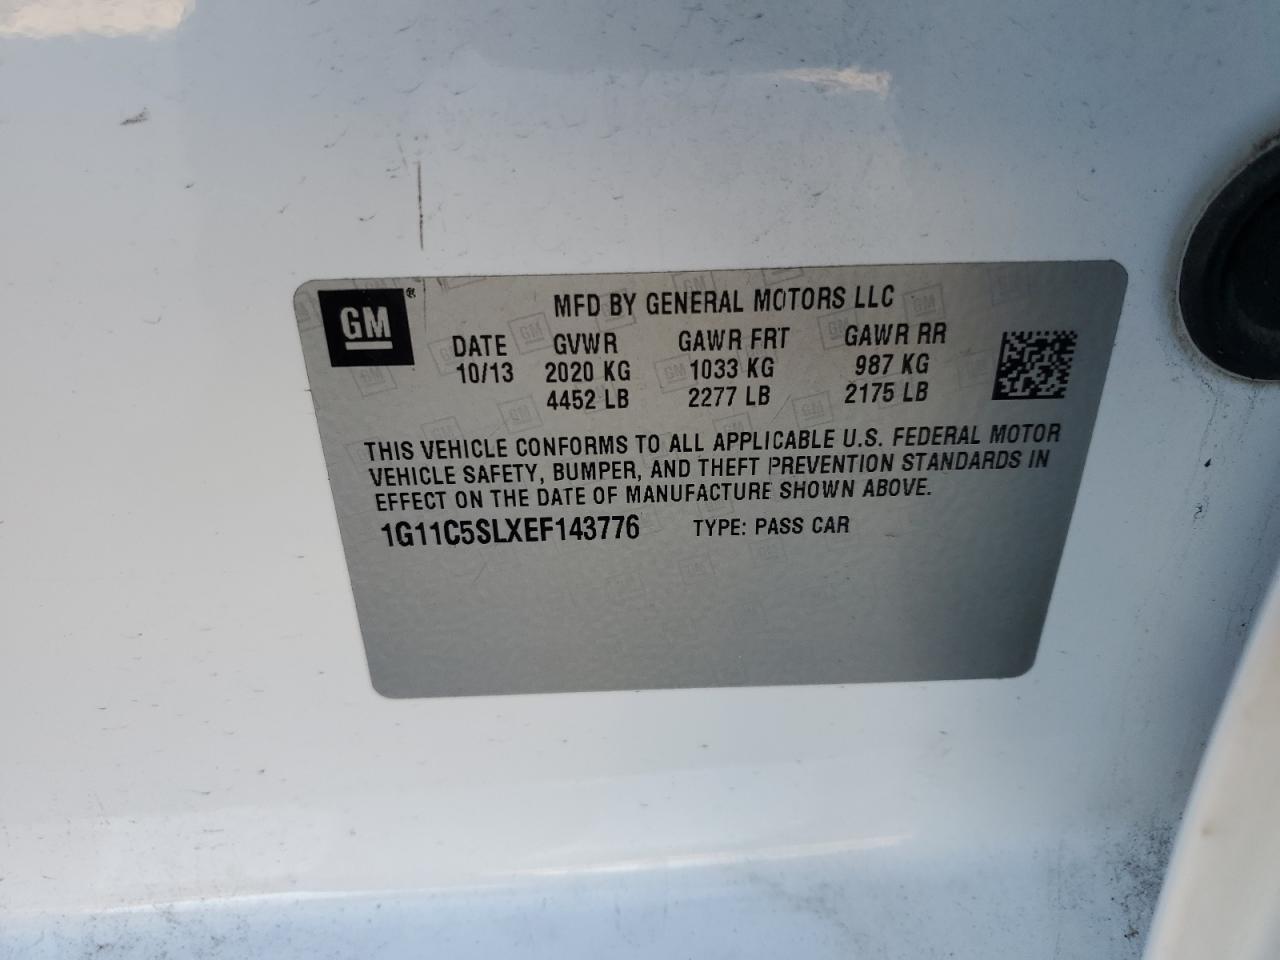 GM®
MFD BY GENERAL MOTORS LLC
DATE GVWR GAWR FRT GAWR RR
10/13 2020 KG 1033 KG 987 KG
4452 LB 2277 LB 2175 LB
THIS VEHICLE CONFORMS TO ALL APPLICABLE U.S. FEDERAL MOTOR
VEHICLE SAFETY, BUMPER, AND THEFT PREVENTION STANDARDS IN
EFFECT ON THE DATE OF MANUFACTURE SHOWN ABOVE.
1G11C5SLXEF143776 TYPE: PASS CAR